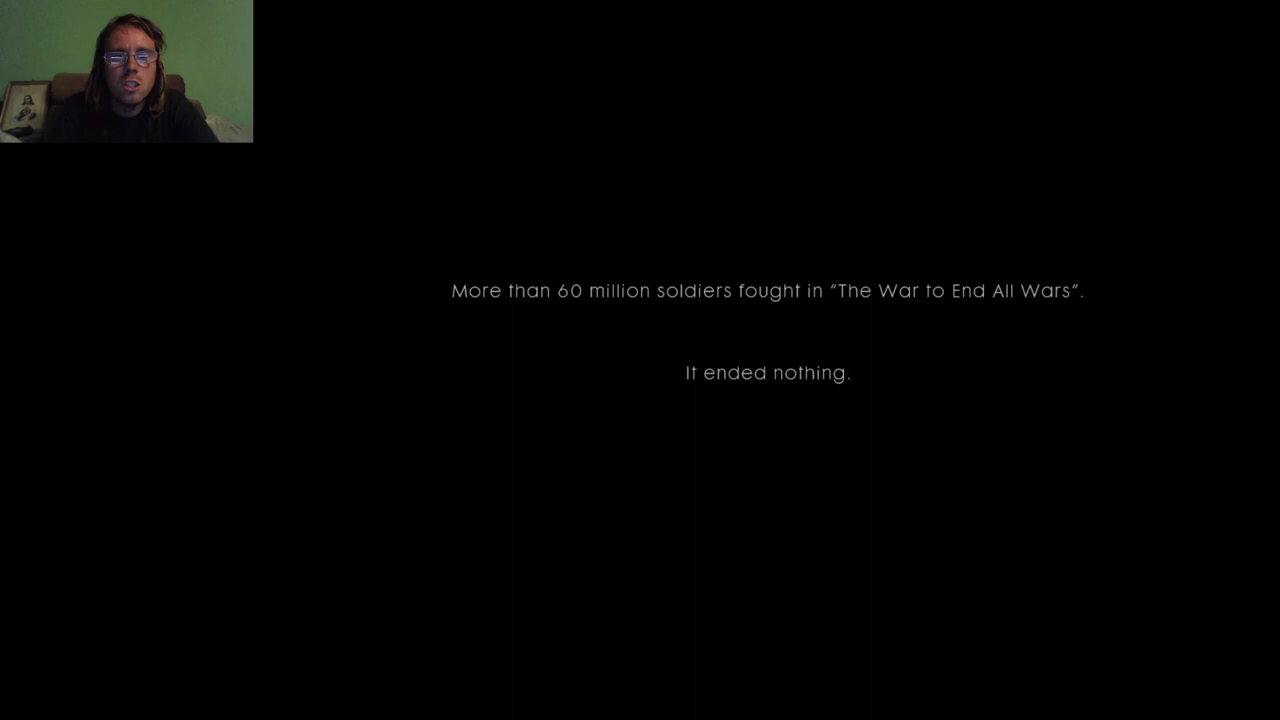 More than 60 million soldiers fought in “The War to End All Wars”.
It ended nothing.